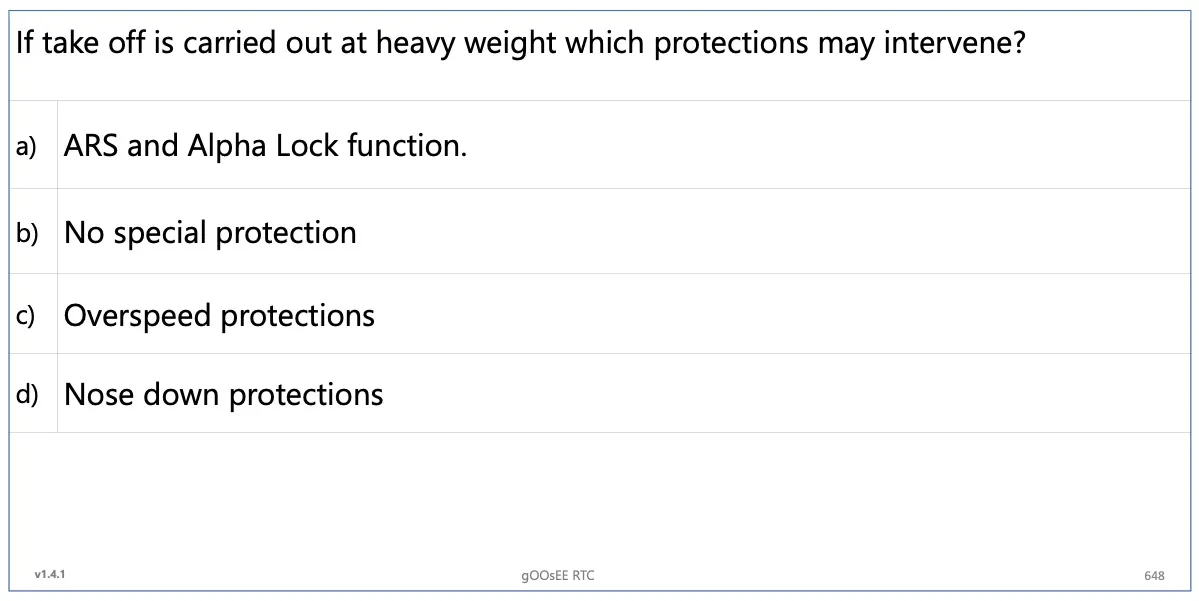 If take off is carried out at heavy weight which protections may intervene?
a) ARS and Alpha Lock function.
b) No special protection
c) Overspeed protections
d) Nose down protections
v1.4.1 gOOsEE RTC 648